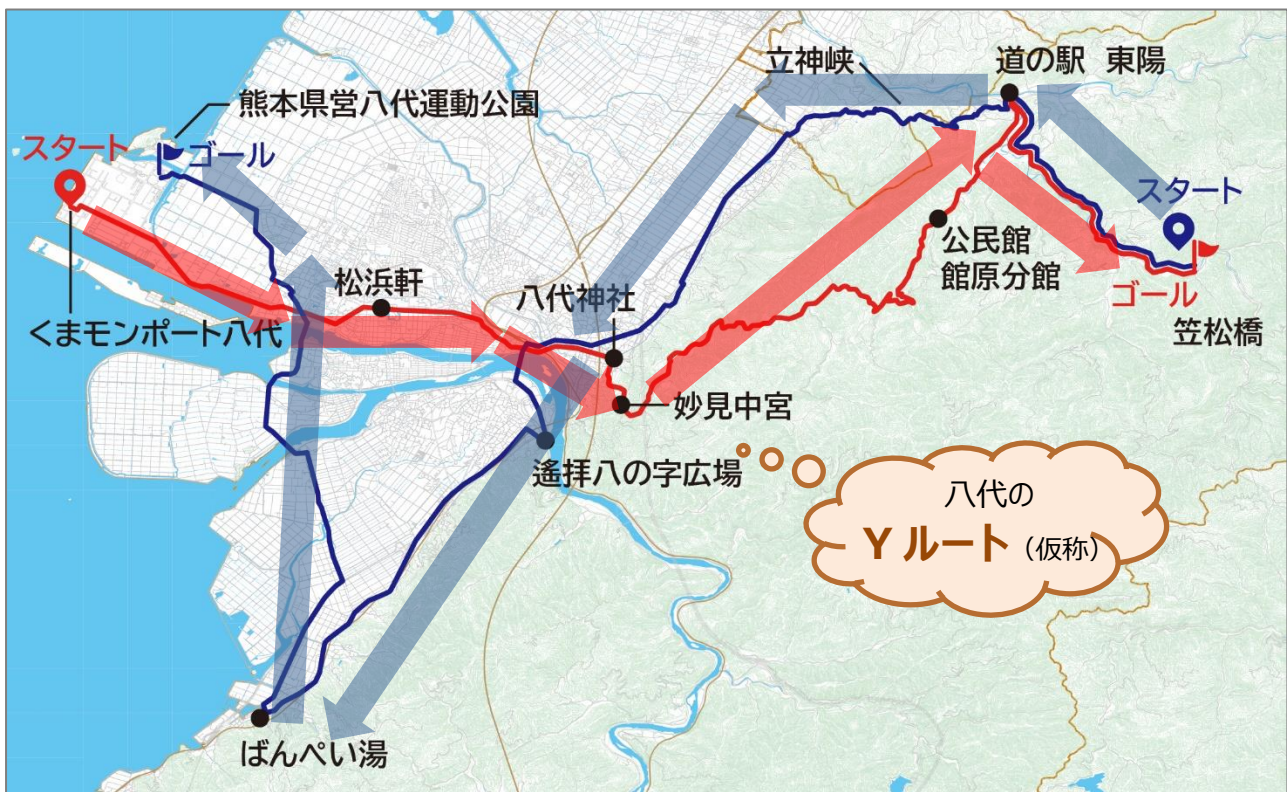 立神峡
道の駅 東陽
熊本県営八代運動公園
スタート
ゴール
スタート
公民館
館原分館
松浜軒
八代神社
ゴール
くまモンポート八代
笠松橋
妙見中宮
遙拝八の字広場
八代の
Yルート（仮称）
ばんぺい湯